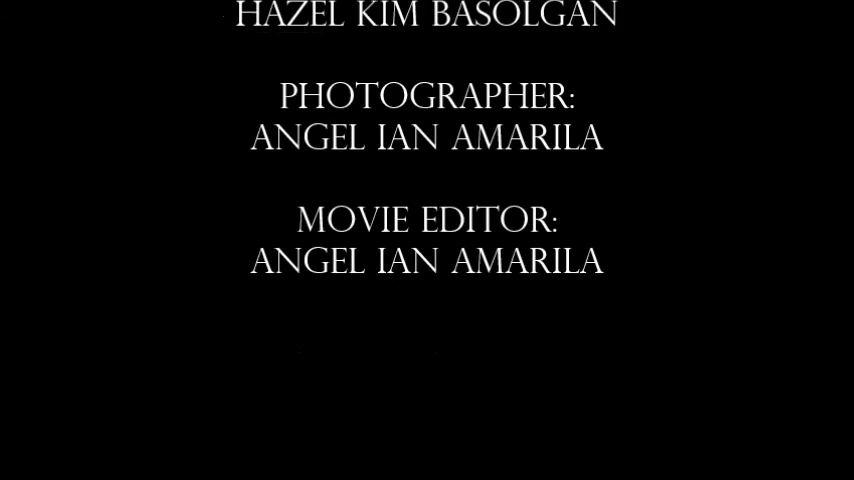 HAZEL KIM BASOLGAN
PHOTOGRAPHER:
ANGEL IAN AMARILA
MOVIE EDITOR:
ANGEL IAN AMARILA